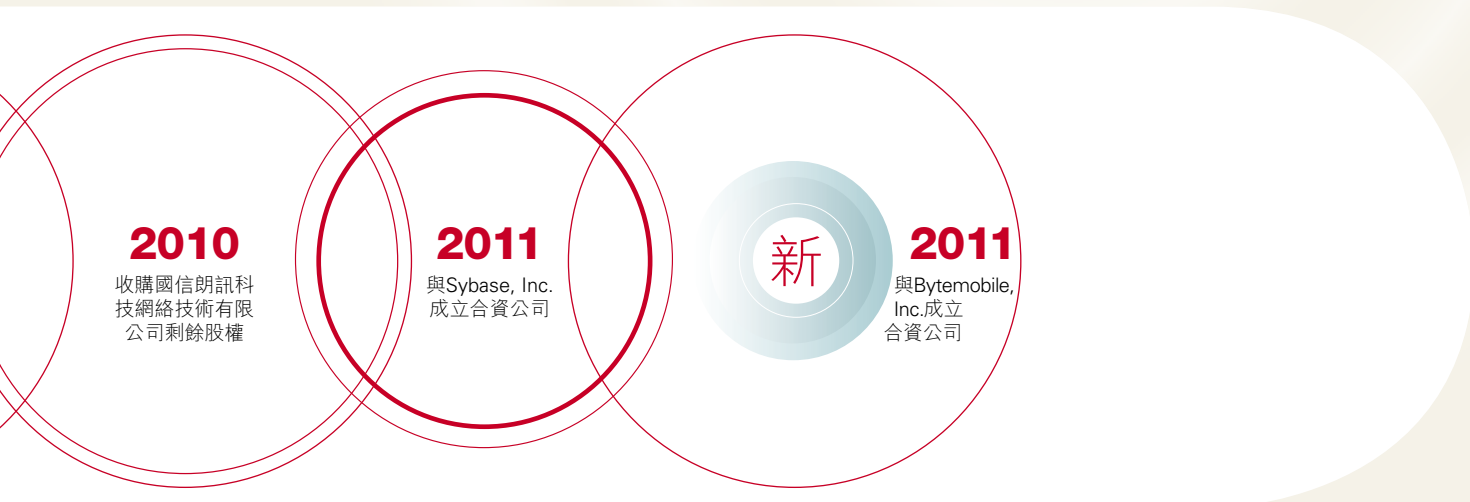 2010
收購國信朗訊科
技網絡技術有限
公司剩餘股權
2011
與Sybase, Inc.
成立合資公司
新
2011
與Bytemobile,
Inc.成立
合資公司